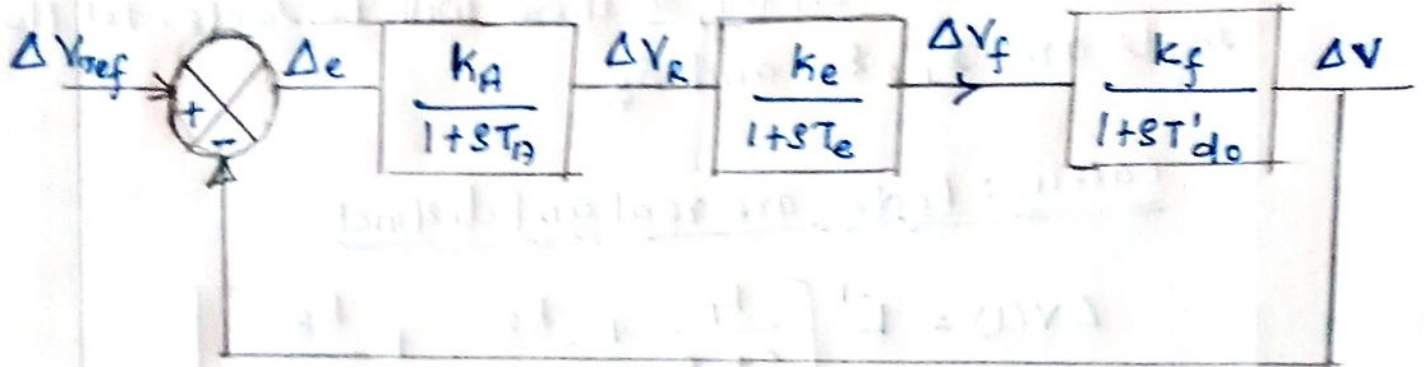 ΔVref
+
-
Δe
KA
1+STA
ΔVR
Ke
1+STe
ΔVf
Kf
1+ST'do
ΔV